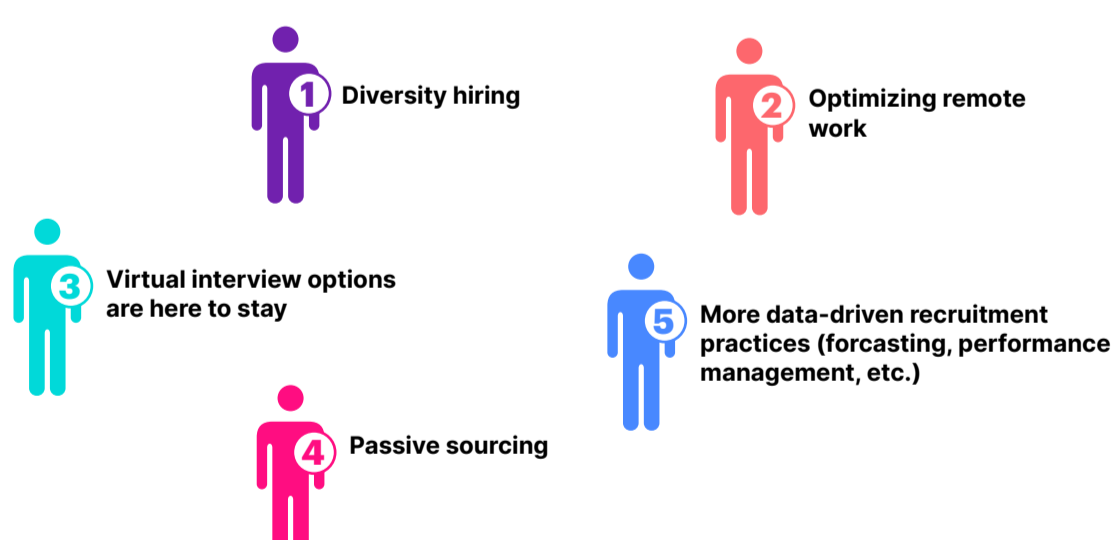 1
Diversity hiring
2
Optimizing remote
work
3
Virtual interview options
are here to stay
4
Passive sourcing
5
More data-driven recruitment
practices (forcasting, performance
management, etc.)